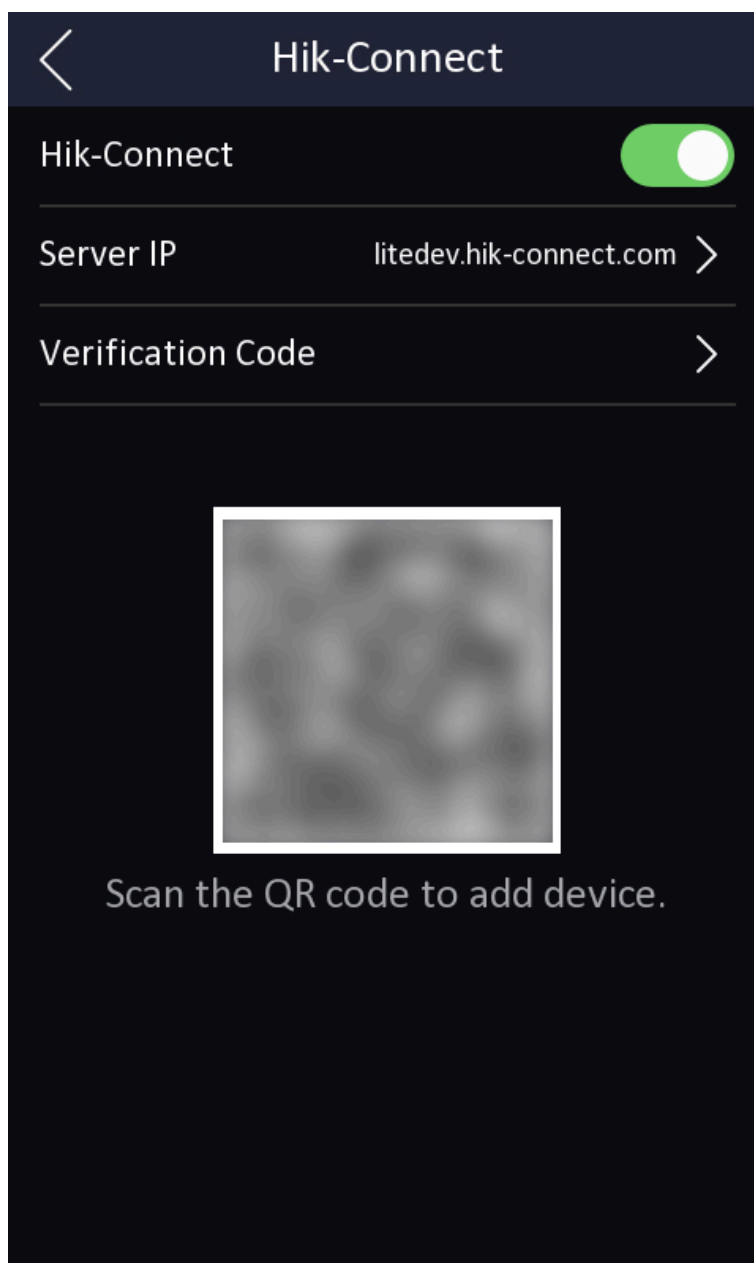 Hik-Connect
Hik-Connect
Server IP litedev.hik-connect.com
Verification Code
Scan the QR code to add device.